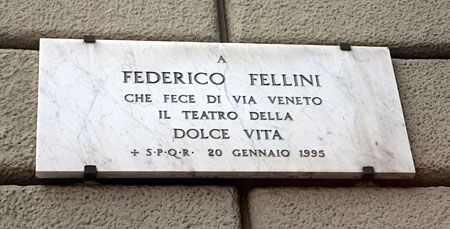 A
FEDERICO FELLINI
CHE FECE DI VIA VENETO
IL TEATRO DELLA
DOLCE VITA
+ S·P·Q·R· 20 GENNAIO 1995